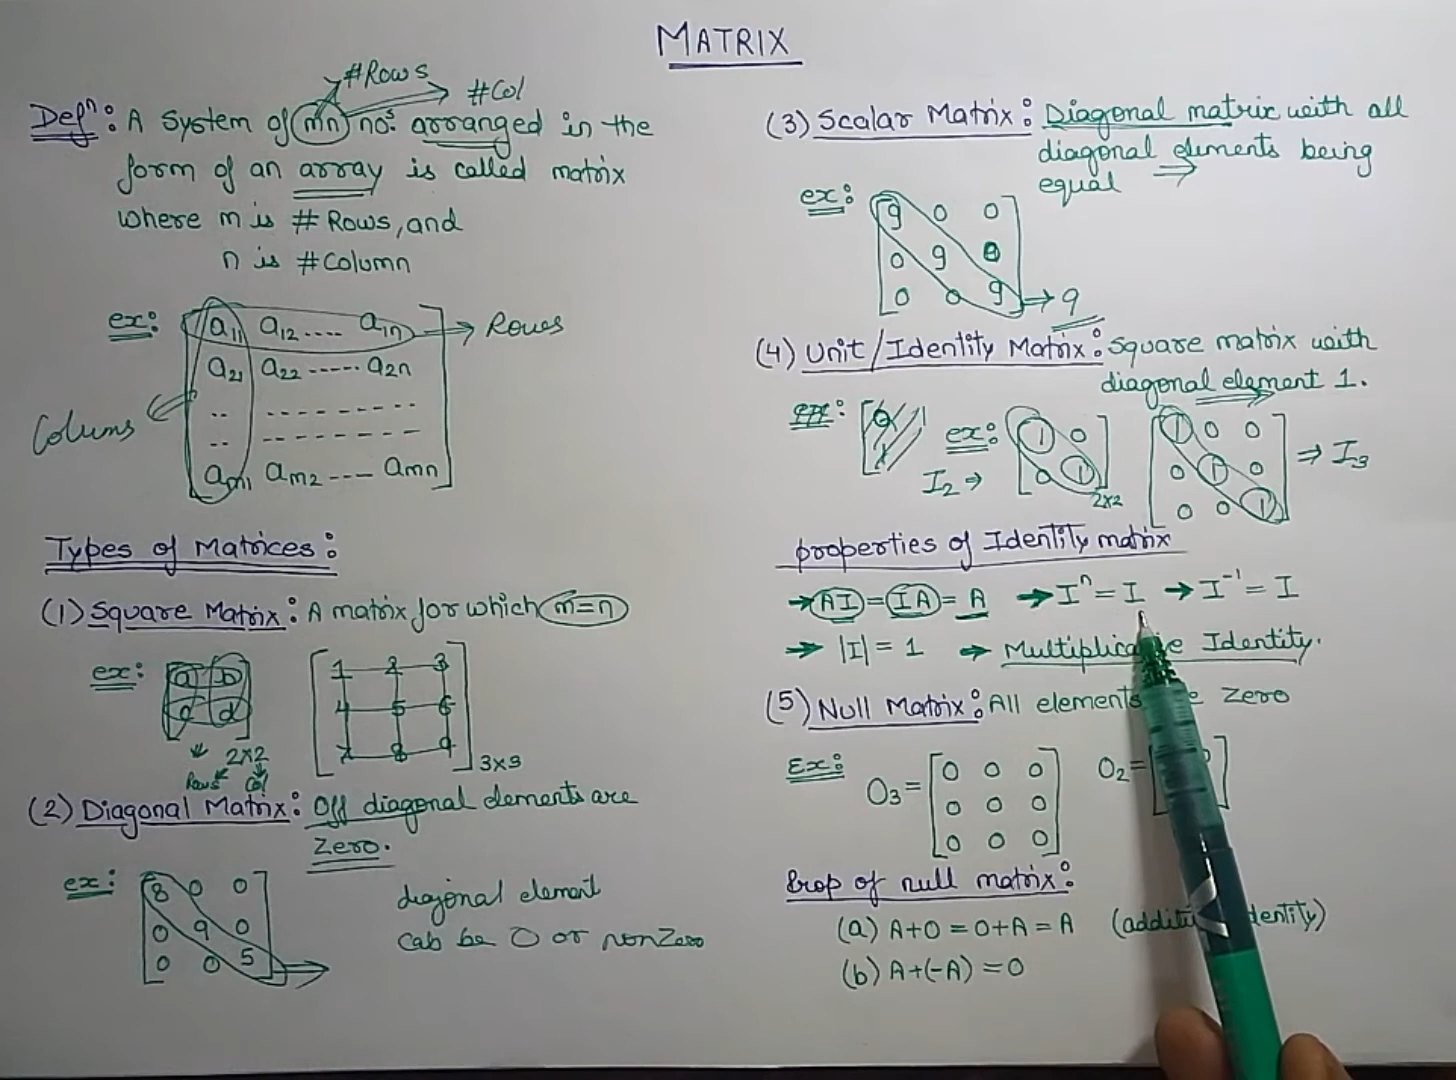 MATRIX
#Rows
#Col
Defⁿ: A System of mn nos. arranged in the
form of an array is called matrix
where m is # Rows, and
n is #Column
ex:
a11 a12 .... a1n → Rows
a21 a22 ----- a2n
.. ---------
.. ---------
am1 am2 ---- amn
Colums
Types of Matrices:
(1) Square Matrix: A matrix for which m=n
ex:
a b
c d
2x2
Rows Col
1 2 3
4 5 6
7 8 9
3x3
(2) Diagonal Matrix: Off diagonal elements are
Zero.
ex:
8 0 0
0 9 0
0 0 5
diagonal element
cab be 0 or nonZero
(3) Scalar Matrix: Diagonal matrix with all
diagonal elements being
equal
ex:
9 0 0
0 9 0
0 0 9
→ 9
(4) Unit/Identity Matrix: Square matrix with
diagonal element 1.
ex:
I2 →
1 0
0 1
2x2
1 0 0
0 1 0
0 0 1
⇒ I3
properties of Identity matrix
→ AI = IA = A → Iⁿ = I → I⁻¹ = I
→ |I| = 1 → Identity.
(5) Null Matrix: All elements Zero
Ex:
O3 =
0 0 0
0 0 0
0 0 0
O2 =
Prop of null matrix:
(a) A+0 = 0+A = A
(b) A+(-A) = 0